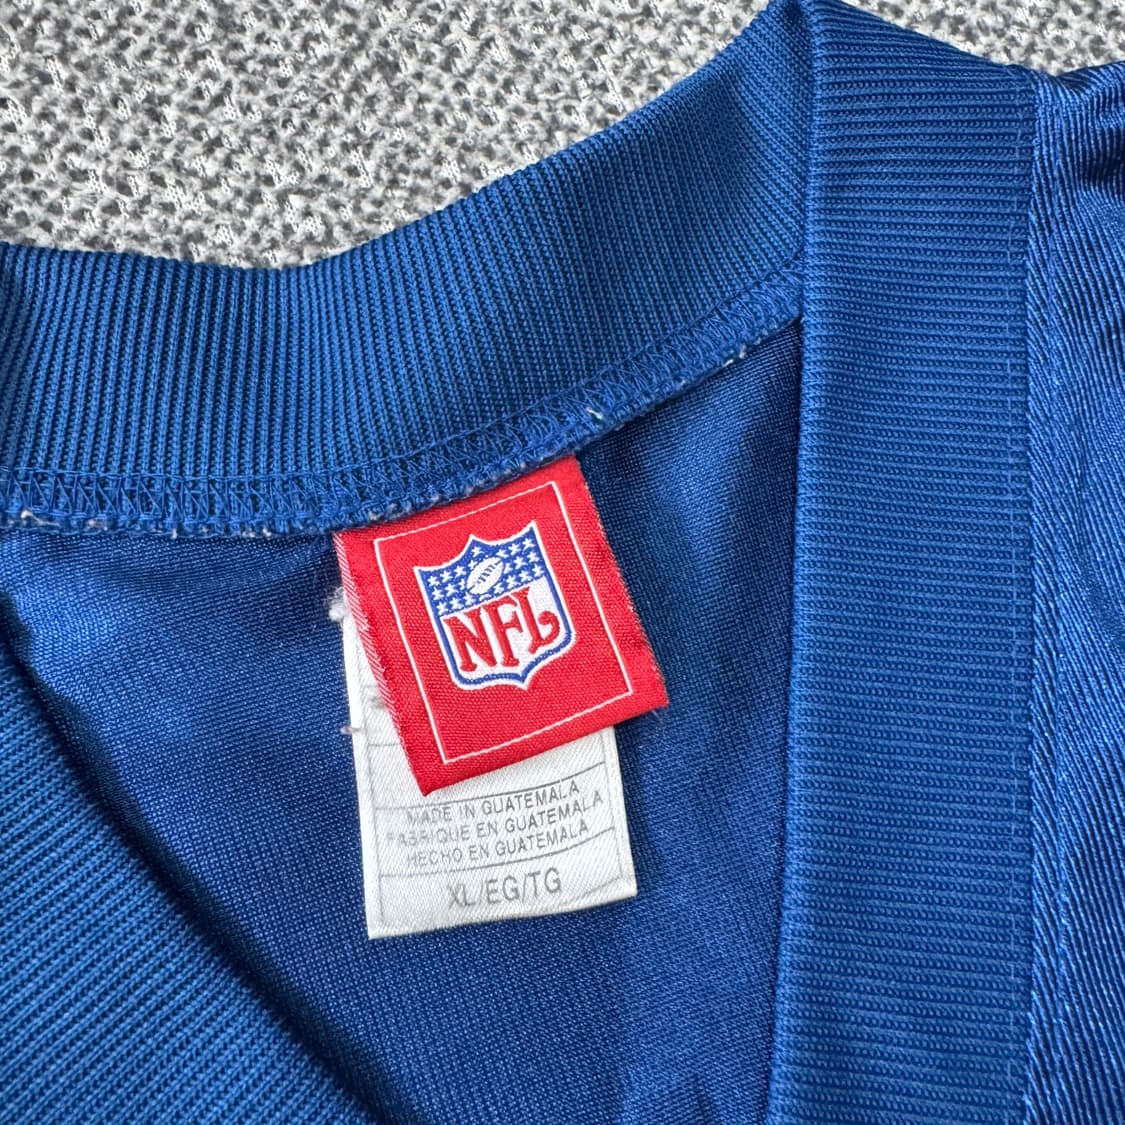 NFL
MADE IN GUATEMALA
FABRIQUE EN GUATEMALA
HECHO EN GUATEMALA
XL/EG/TG